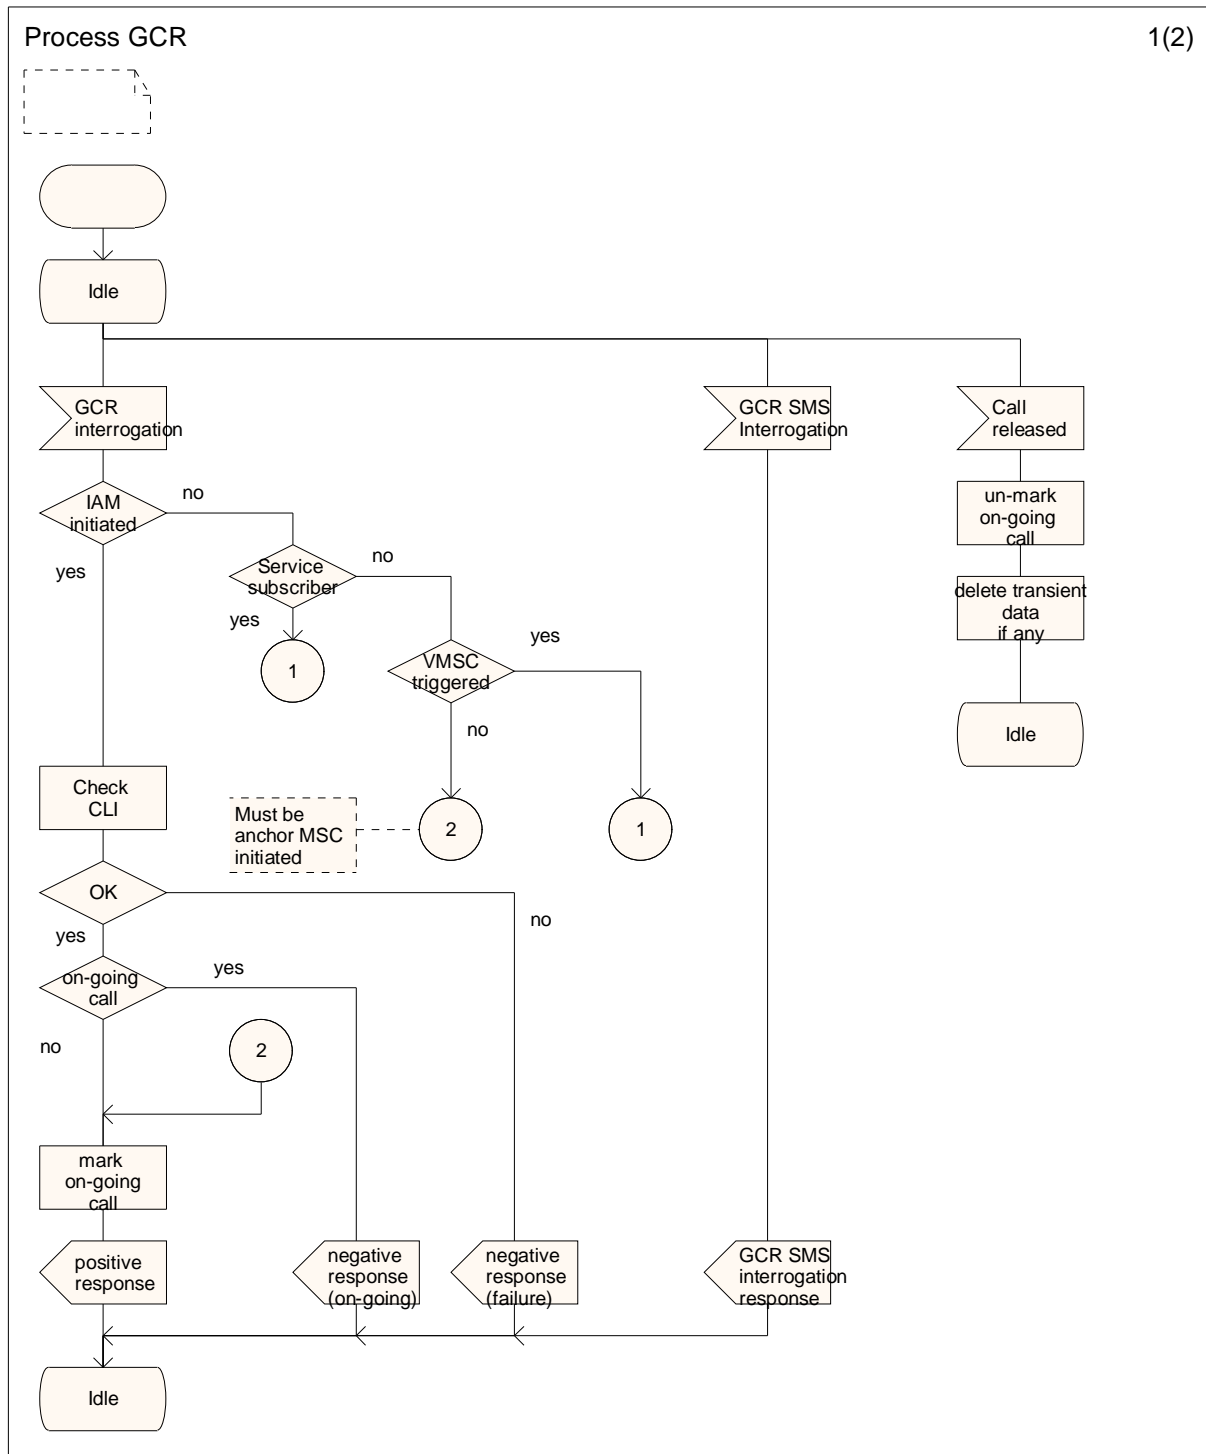 Process GCR
1(2)
Idle
GCR
interrogation
GCR SMS
Interrogation
Call
released
IAM
initiated
no
yes
un-mark
on-going
call
Service
subscriber
no
yes
delete transient
data
if any
1
VMSC
triggered
yes
no
Idle
Check
CLI
Must be
anchor MSC
initiated
2
1
OK
no
yes
on-going
call
yes
no
2
mark
on-going
call
positive
response
negative
response
(on-going)
negative
response
(failure)
GCR SMS
interrogation
response
Idle